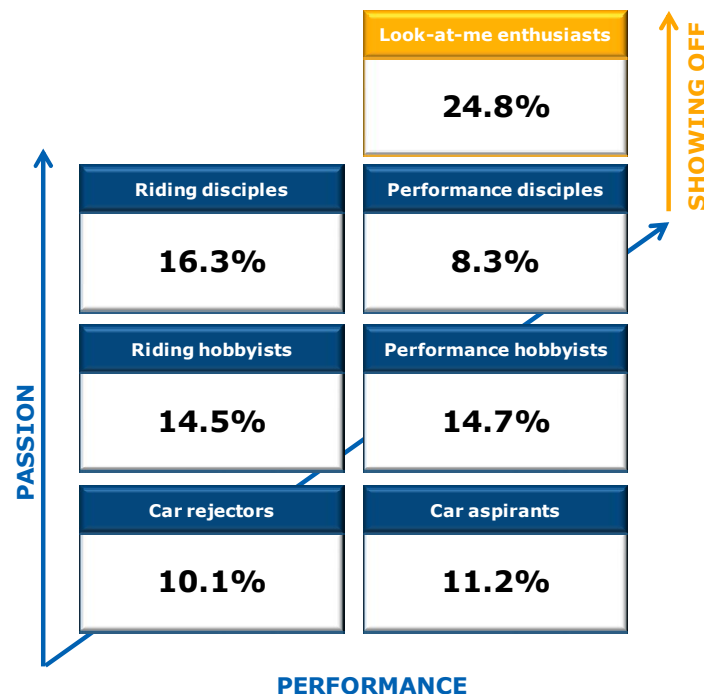 Look-at-me enthusiasts
24.8%
SHOWING OFF
Riding disciples
Performance disciples
16.3%
8.3%
Riding hobbyists
Performance hobbyists
14.5%
14.7%
PASSION
Car rejectors
Car aspirants
10.1%
11.2%
PERFORMANCE